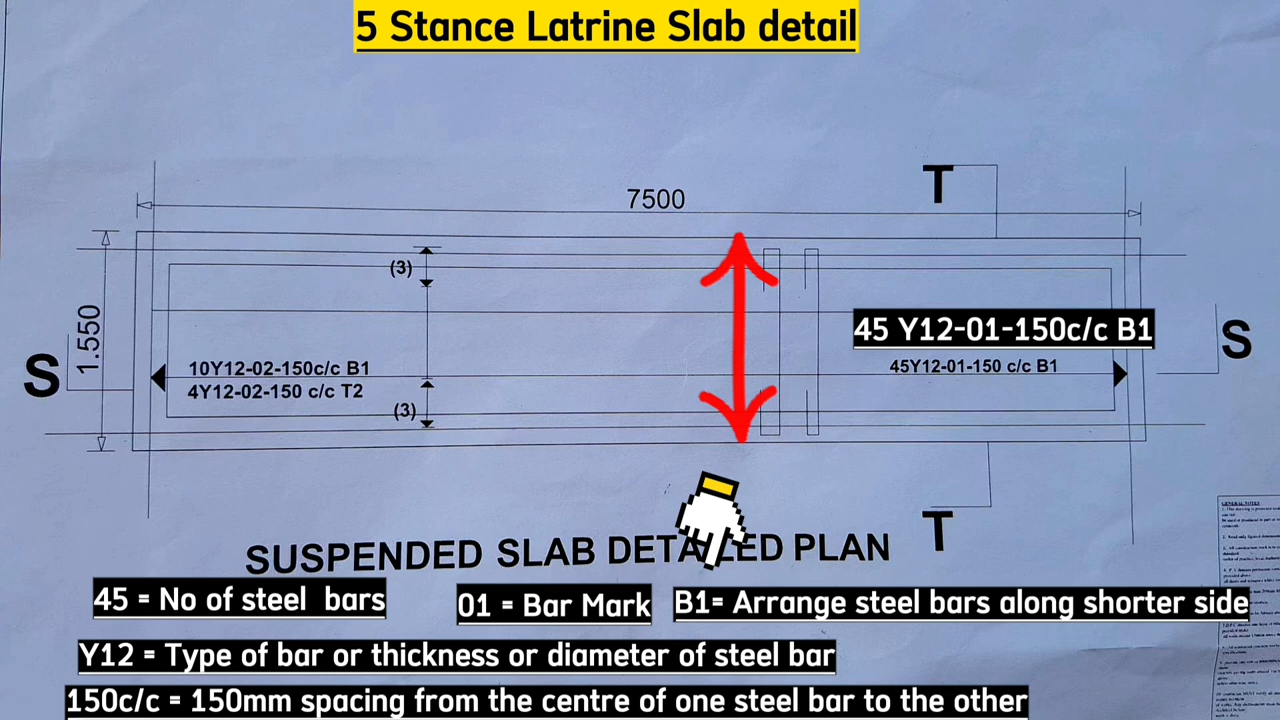 5 Stance Latrine Slab detail
T
7500
(3)
1.550
45 Y12-01-150c/c B1
S
S
10Y12-02-150c/c B1
45Y12-01-150 c/c B1
4Y12-02-150 c/c T2
(3)
T
GENERAL NOTES
SUSPENDED SLAB DETAILED PLAN
45 = No of steel bars
01 = Bar Mark
B1= Arrange steel bars along shorter side
Y12 = Type of bar or thickness or diameter of steel bar
150c/c = 150mm spacing from the centre of one steel bar to the other